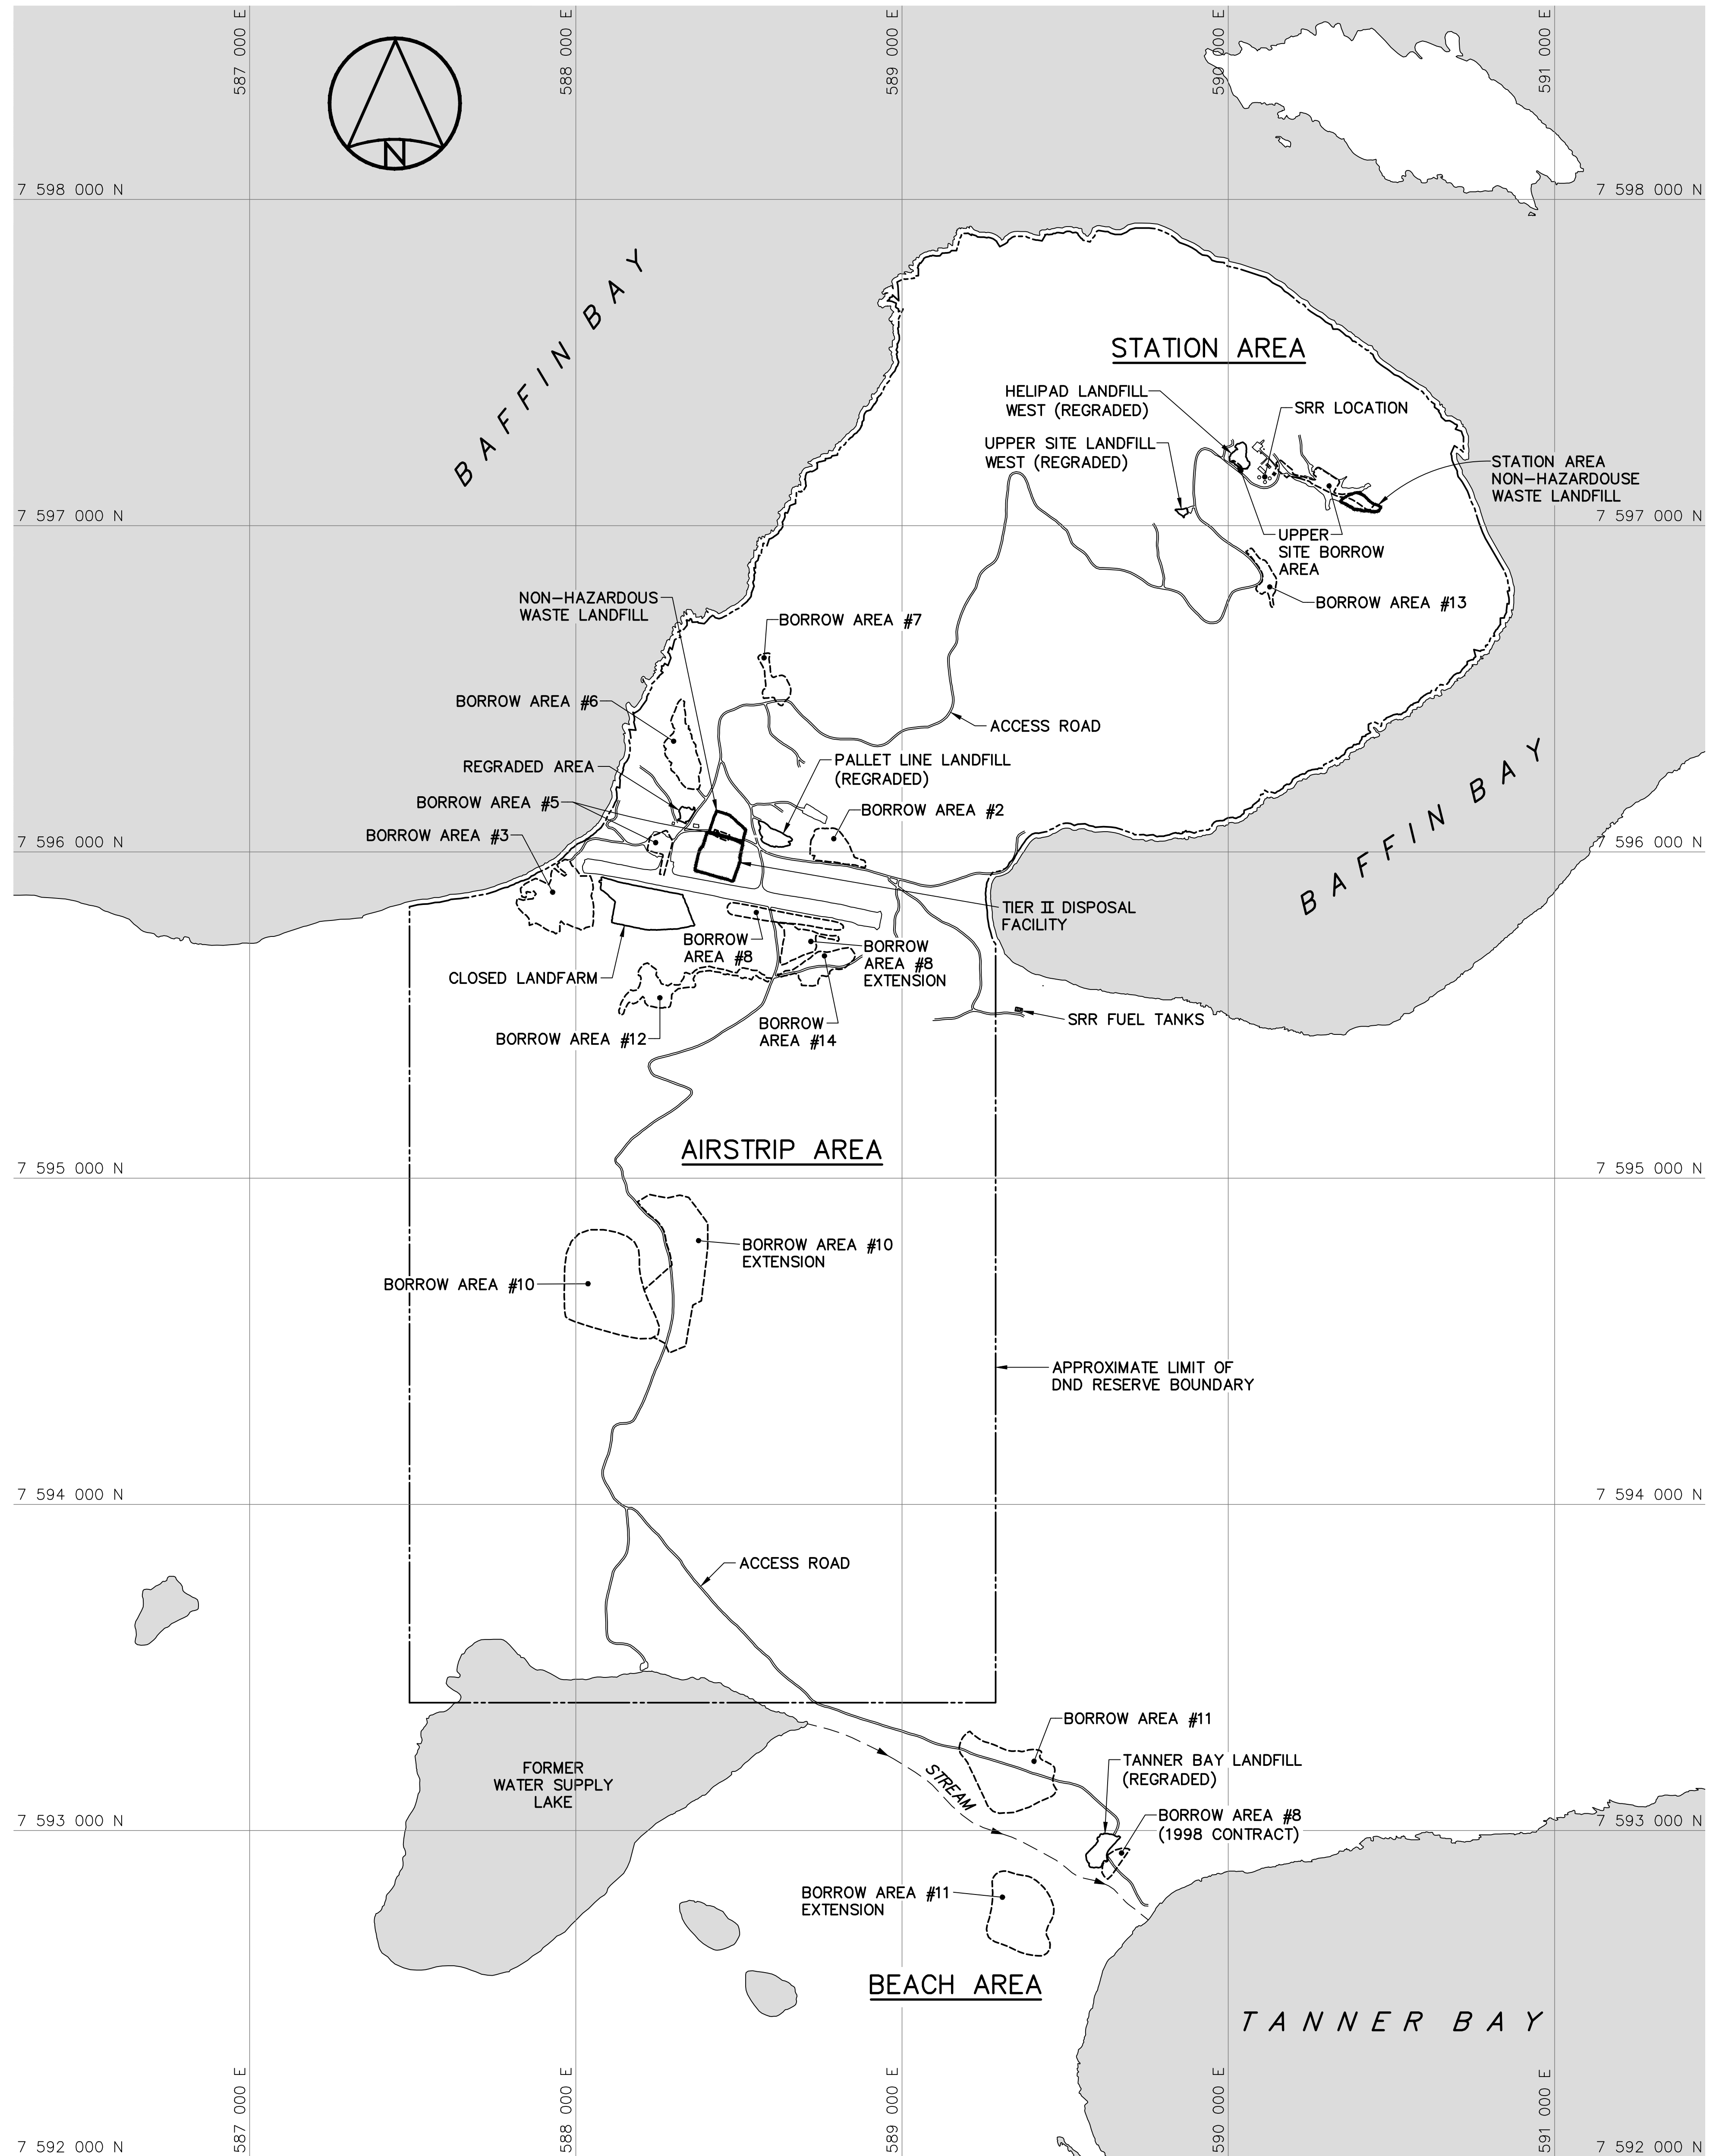 587 000 E
588 000 E
589 000 E
590 000 E
591 000 E
N
7 598 000 N
7 598 000 N
BAFFIN BAY
STATION AREA
HELIPAD LANDFILL
WEST (REGRADED)
SRR LOCATION
UPPER SITE LANDFILL
WEST (REGRADED)
STATION AREA
NON-HAZARDOUSE
WASTE LANDFILL
7 597 000 N
7 597 000 N
UPPER
SITE BORROW
AREA
NON-HAZARDOUS
WASTE LANDFILL
BORROW AREA #13
BORROW AREA #7
BORROW AREA #6
ACCESS ROAD
REGRADED AREA
PALLET LINE LANDFILL
(REGRADED)
BORROW AREA #5
BORROW AREA #2
BORROW AREA #3
BAFFIN BAY
7 596 000 N
7 596 000 N
TIER II DISPOSAL
FACILITY
BORROW
AREA #8
BORROW
AREA #8
EXTENSION
CLOSED LANDFARM
SRR FUEL TANKS
BORROW
AREA #14
BORROW AREA #12
AIRSTRIP AREA
7 595 000 N
7 595 000 N
BORROW AREA #10
EXTENSION
BORROW AREA #10
APPROXIMATE LIMIT OF
DND RESERVE BOUNDARY
7 594 000 N
7 594 000 N
ACCESS ROAD
BORROW AREA #11
FORMER
WATER SUPPLY
LAKE
STREAM
TANNER BAY LANDFILL
(REGRADED)
7 593 000 N
BORROW AREA #8
(1998 CONTRACT)
7 593 000 N
BORROW AREA #11
EXTENSION
BEACH AREA
TANNER BAY
587 000 E
588 000 E
589 000 E
590 000 E
591 000 E
7 592 000 N
7 592 000 N